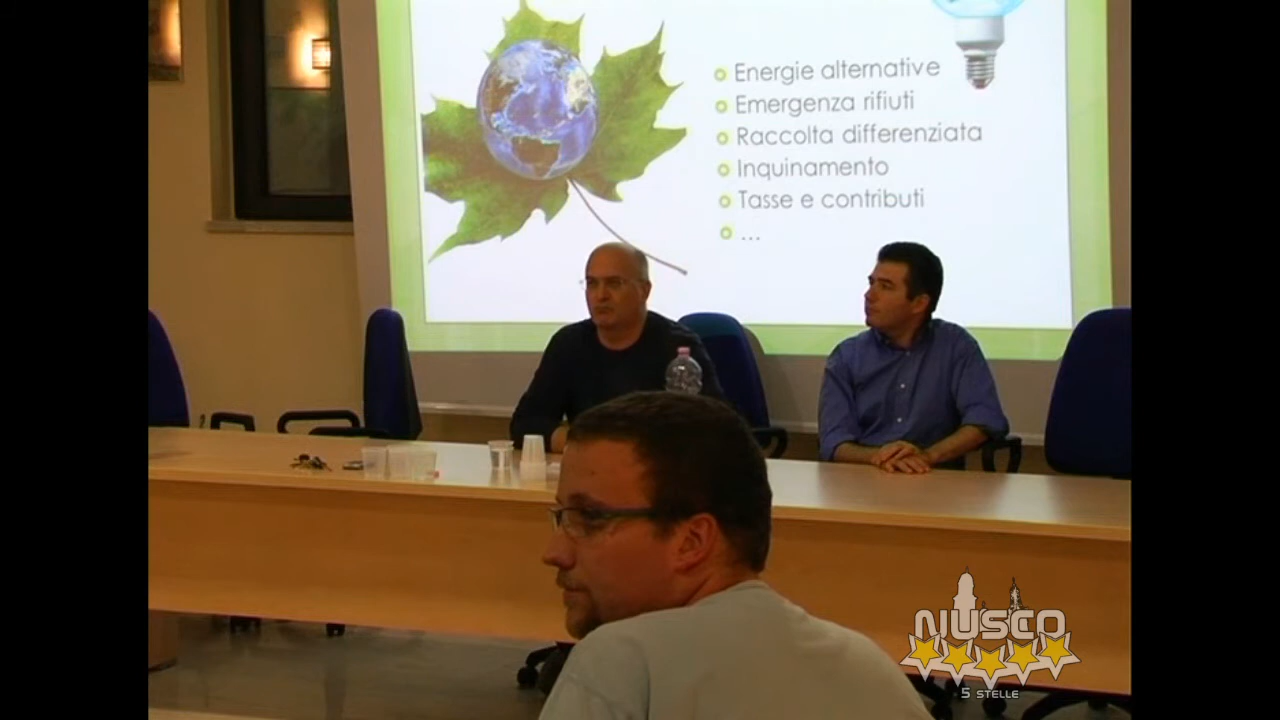 Energie alternative
Emergenza rifiuti
Raccolta differenziata
Inquinamento
Tasse e contributi
...
NUSCO
5 STELLE